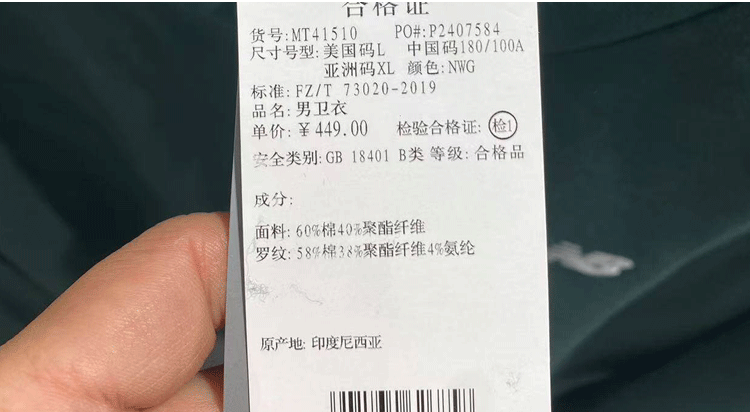 合格证
货号: MT41510 PO#: P2407584
尺寸号型: 美国码L 中国码180/100A
亚洲码XL 颜色: NWG
标准: FZ/T 73020-2019
品名: 男卫衣
单价: ￥449.00 检验合格证: 检1
安全类别: GB 18401 B类 等级: 合格品
成分:
面料: 60%棉40%聚酯纤维
罗纹: 58%棉38%聚酯纤维4%氨纶
原产地: 印度尼西亚